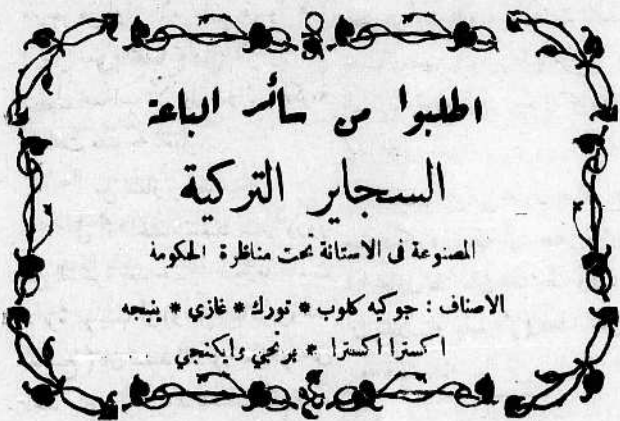 اطلبوا من سائر الباعة
السجاير التركية
المصنوعة فى الاستانة تحت مناظرة الحكومة
الاصناف : جوكيه كلوب * تورك * غازي * ينيجه
اكسترا اكسترا * برنجي وايكنجي